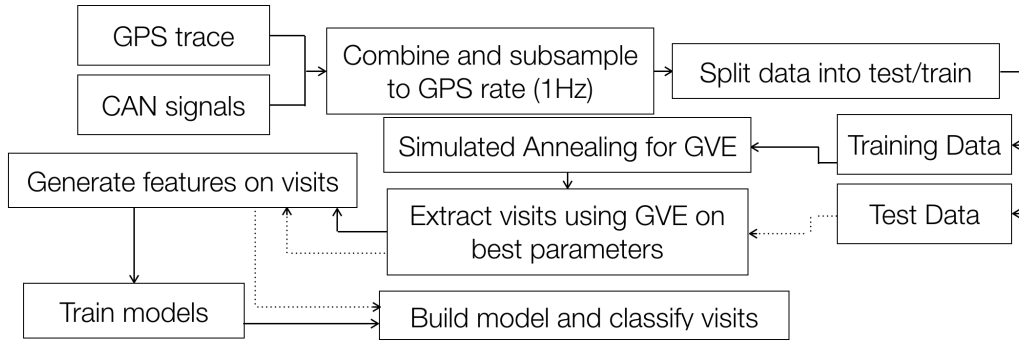 GPS trace
CAN signals
Combine and subsample
to GPS rate (1Hz)
Split data into test/train
Training Data
Test Data
Simulated Annealing for GVE
Extract visits using GVE on
best parameters
Generate features on visits
Train models
Build model and classify visits